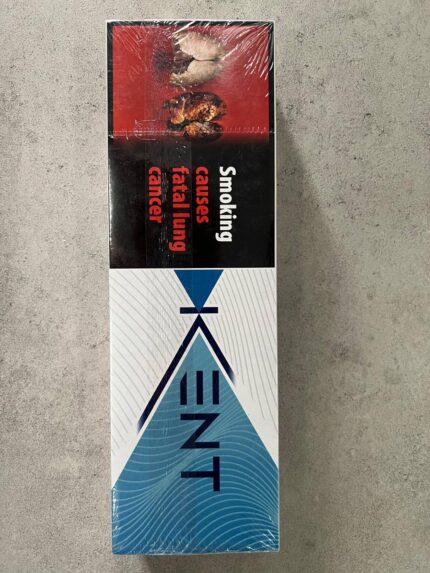 Smoking
causes
fatal lung
cancer
KENT